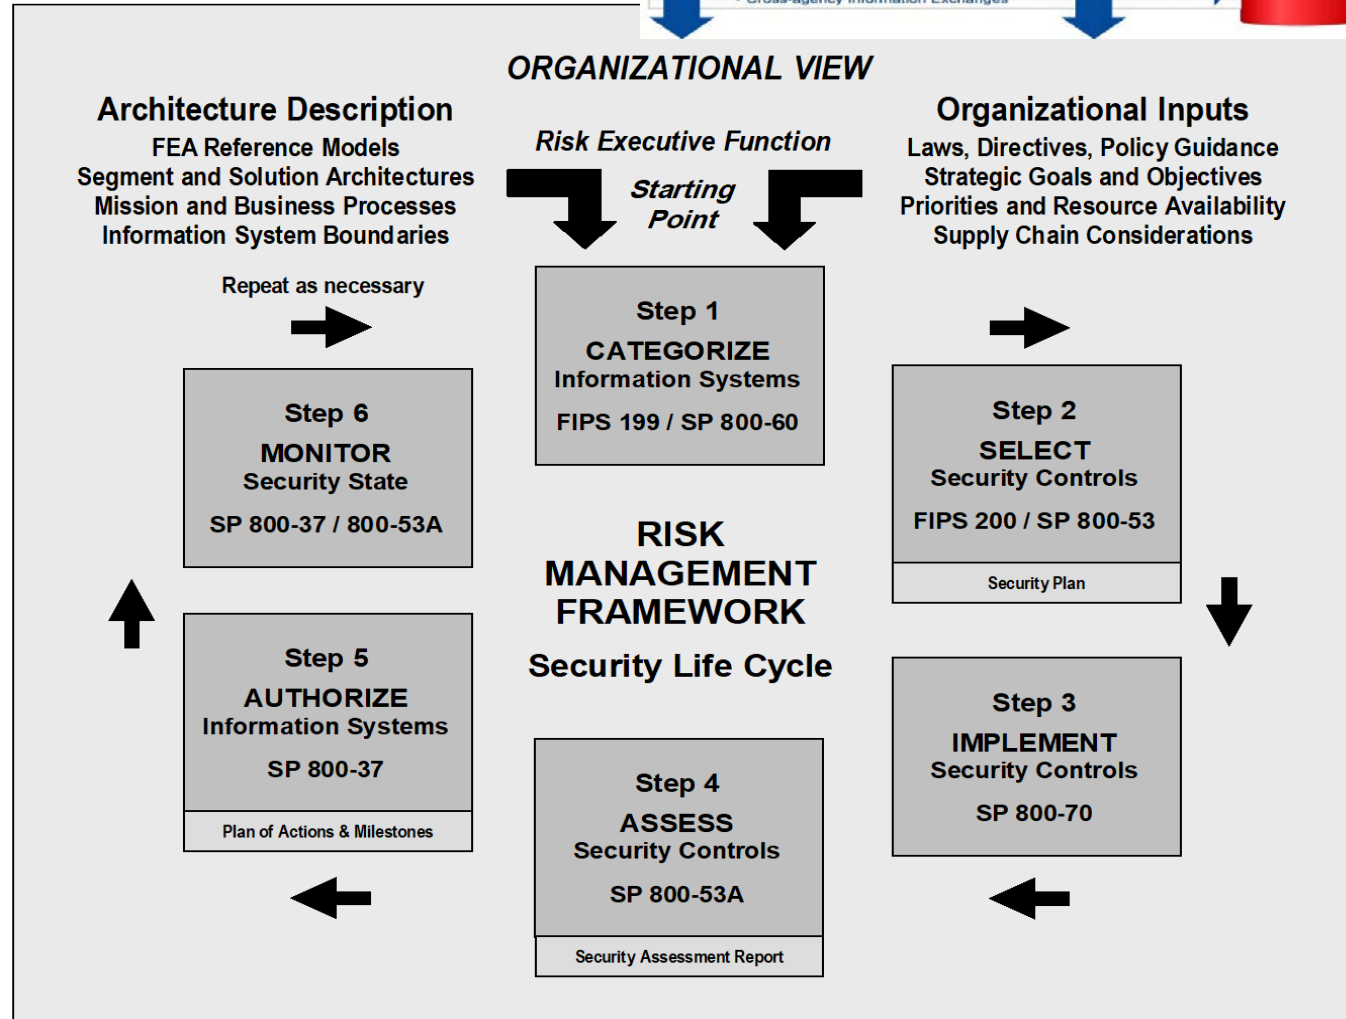 Cross-agency Information Exchanges
ORGANIZATIONAL VIEW
Architecture Description
FEA Reference Models
Segment and Solution Architectures
Mission and Business Processes
Information System Boundaries
Risk Executive Function
Starting
Point
Organizational Inputs
Laws, Directives, Policy Guidance
Strategic Goals and Objectives
Priorities and Resource Availability
Supply Chain Considerations
Repeat as necessary
Step 1
CATEGORIZE
Information Systems
FIPS 199 / SP 800-60
Step 2
SELECT
Security Controls
FIPS 200 / SP 800-53
Security Plan
Step 3
IMPLEMENT
Security Controls
SP 800-70
Step 4
ASSESS
Security Controls
SP 800-53A
Security Assessment Report
Step 5
AUTHORIZE
Information Systems
SP 800-37
Plan of Actions & Milestones
Step 6
MONITOR
Security State
SP 800-37 / 800-53A
RISK
MANAGEMENT
FRAMEWORK
Security Life Cycle